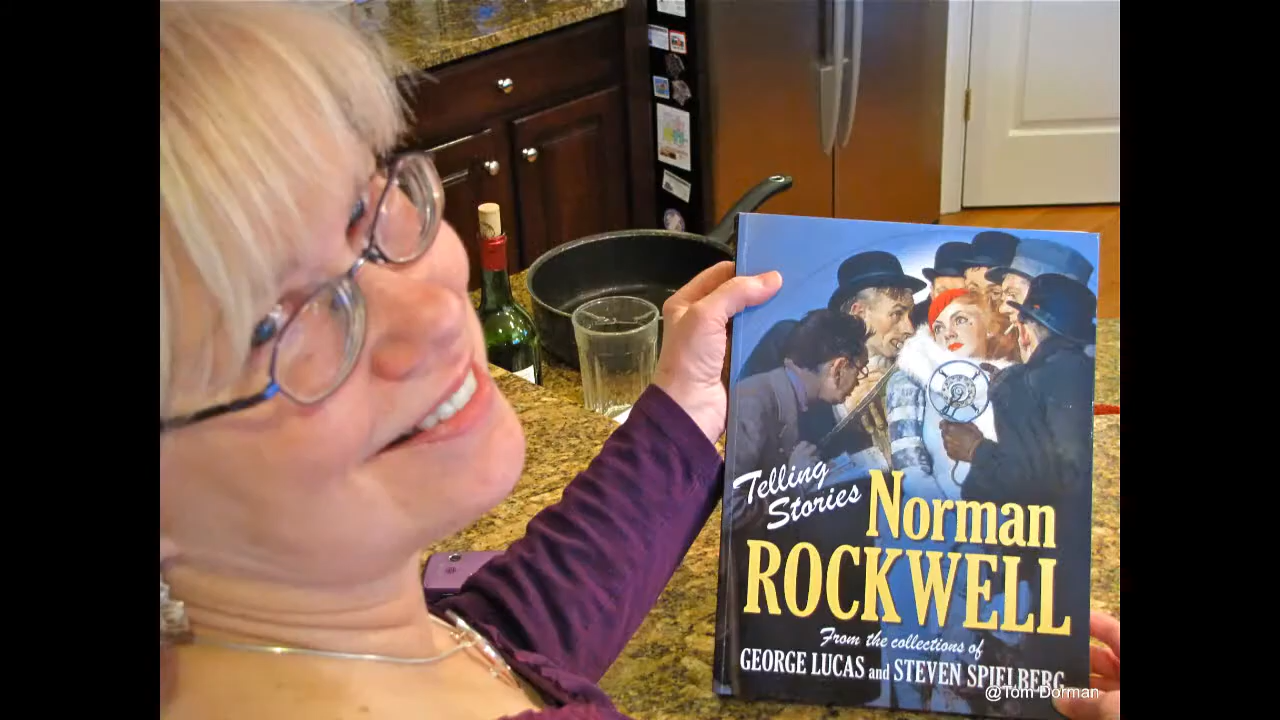 Telling
Stories
Norman
ROCKWELL
From the collections of
GEORGE LUCAS and STEVEN SPIELBERG
@Tom Dorman